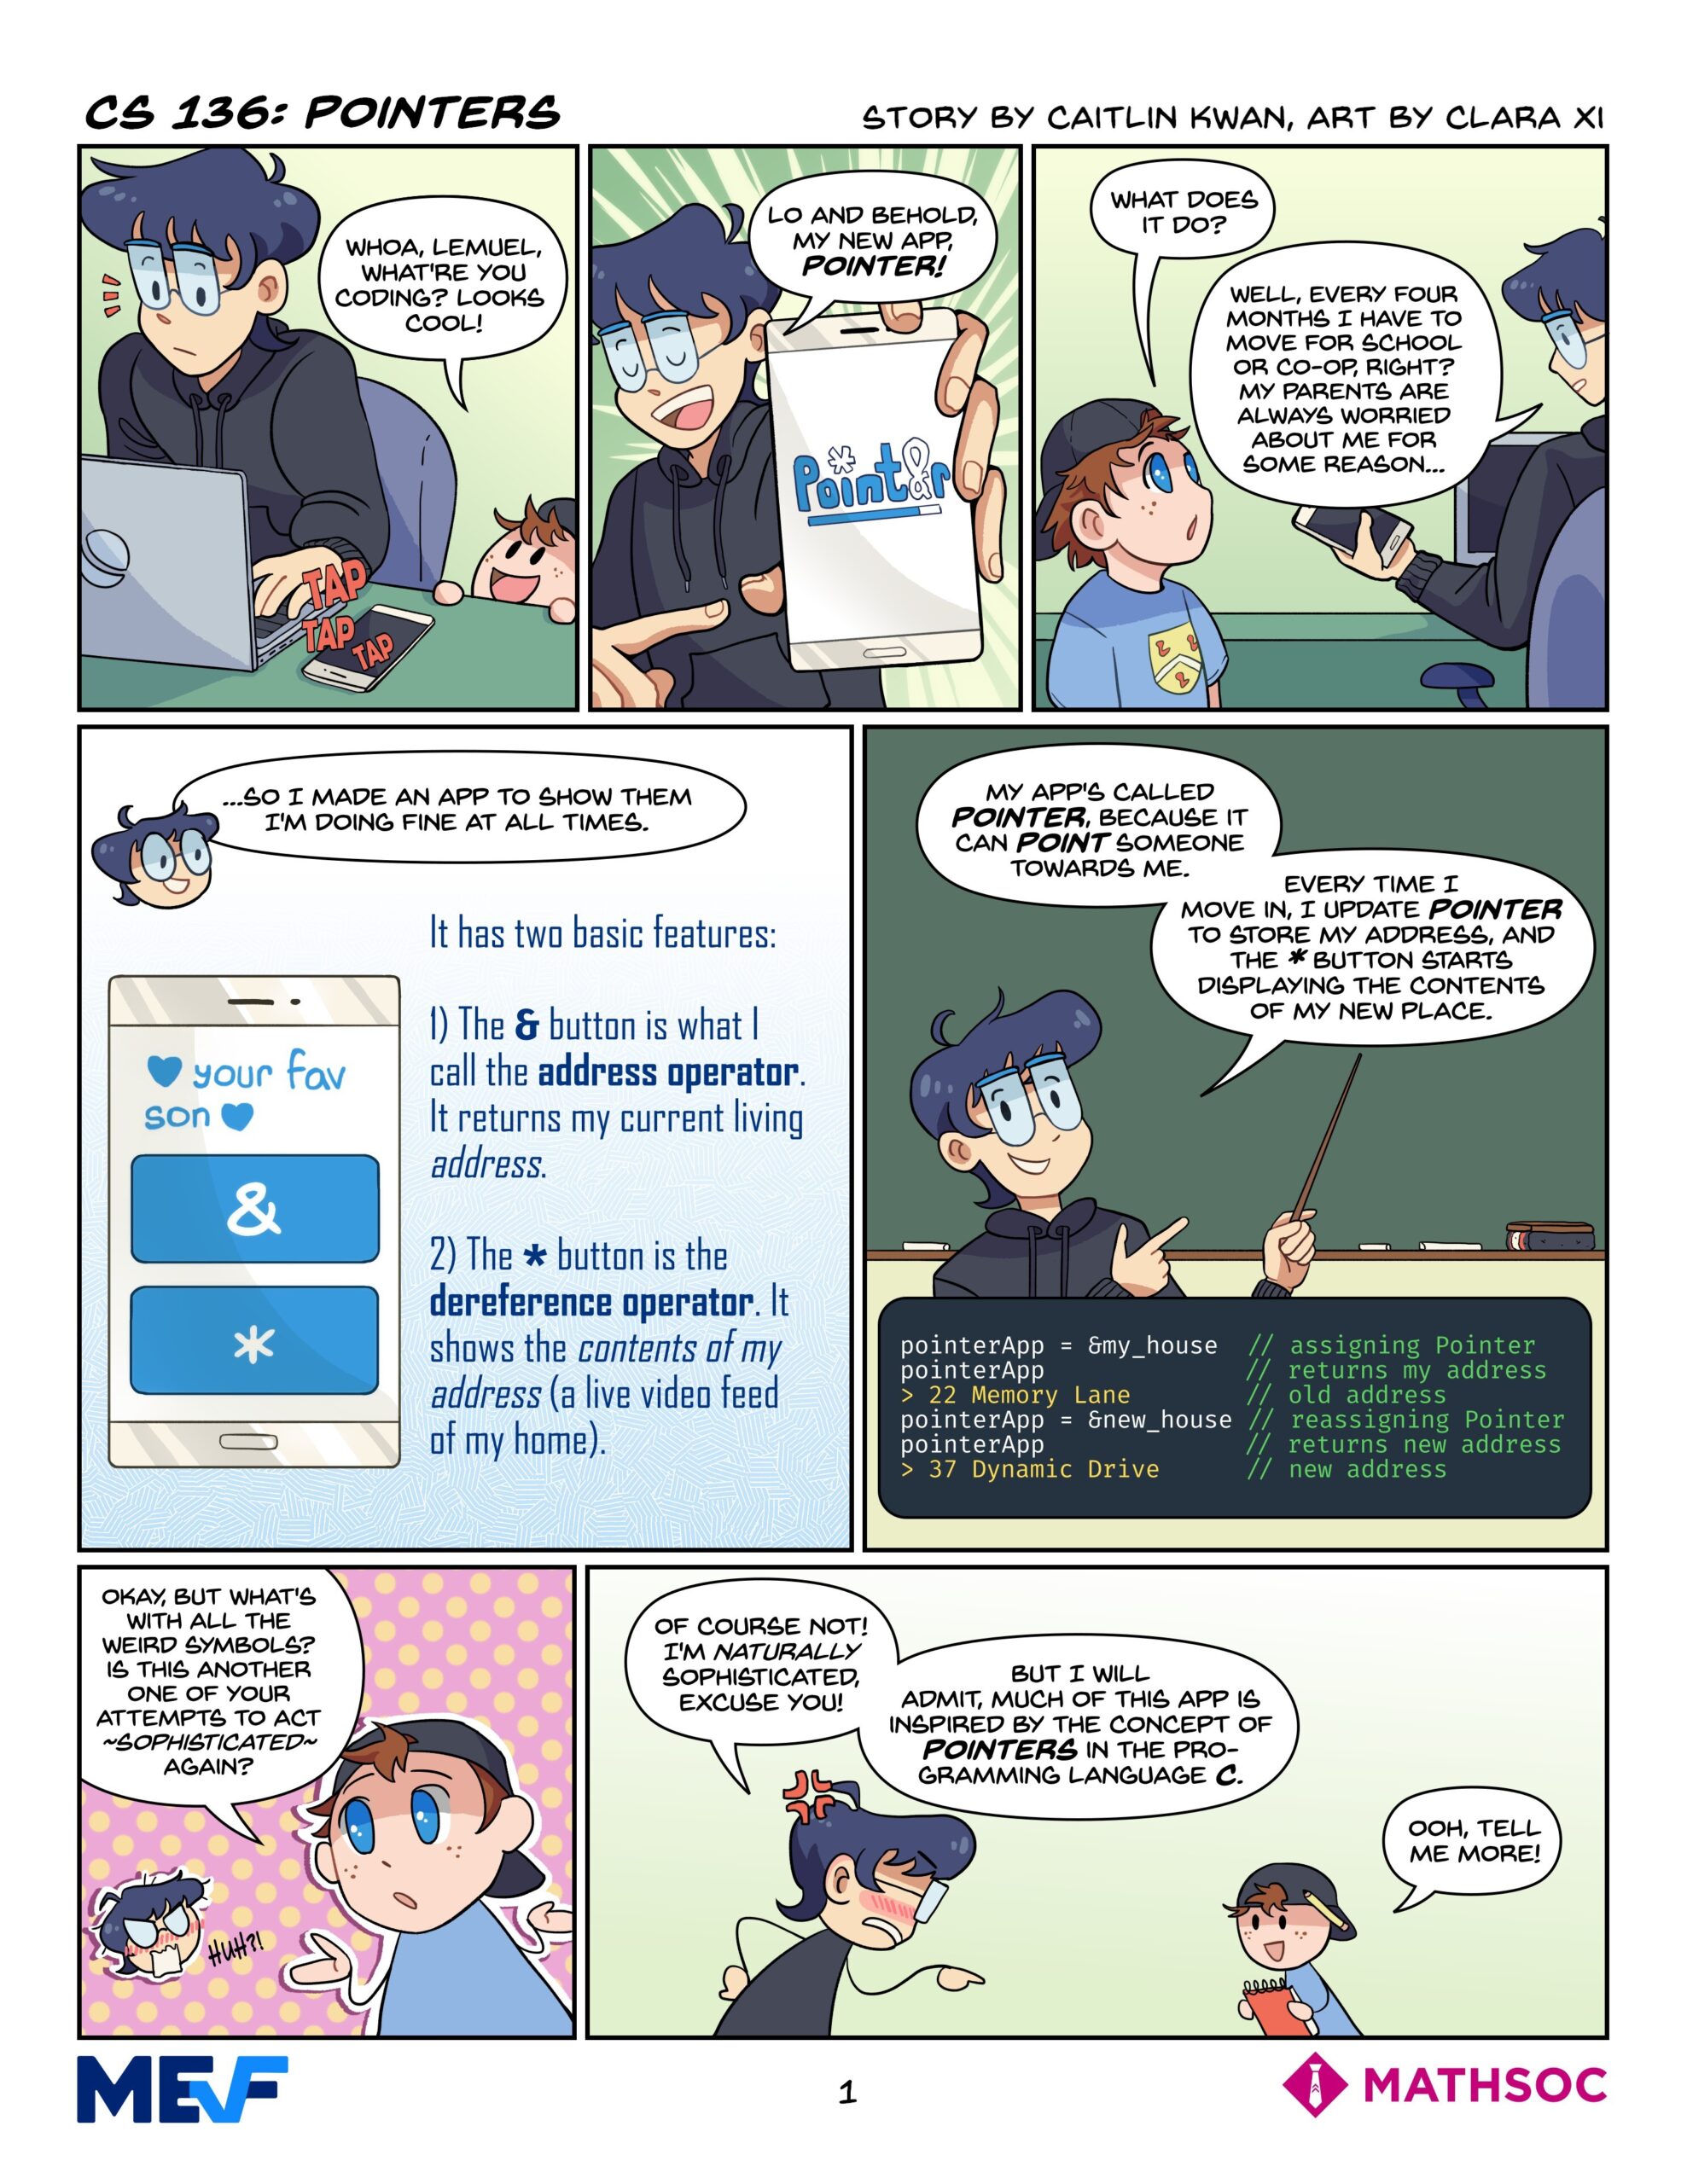 CS 136: POINTERS
STORY BY CAITLIN KWAN, ART BY CLARA XI
WHOA, LEMUEL,
WHAT'RE YOU
CODING? LOOKS
COOL!
TAP
TAP
TAP
LO AND BEHOLD,
MY NEW APP,
POINTER!
Point&r
WHAT DOES
IT DO?
WELL, EVERY FOUR
MONTHS I HAVE TO
MOVE FOR SCHOOL
OR CO-OP, RIGHT?
MY PARENTS ARE
ALWAYS WORRIED
ABOUT ME FOR
SOME REASON...
...SO I MADE AN APP TO SHOW THEM
I'M DOING FINE AT ALL TIMES.
your fav
son
&
*
It has two basic features:
1) The & button is what I
call the address operator.
It returns my current living
address.
2) The * button is the
dereference operator. It
shows the contents of my
address (a live video feed
of my home).
MY APP'S CALLED
POINTER, BECAUSE IT
CAN POINT SOMEONE
TOWARDS ME.
EVERY TIME I
MOVE IN, I UPDATE POINTER
TO STORE MY ADDRESS, AND
THE * BUTTON STARTS
DISPLAYING THE CONTENTS
OF MY NEW PLACE.
pointerApp = &my_house // assigning Pointer
pointerApp // returns my address
> 22 Memory Lane // old address
pointerApp = &new_house // reassigning Pointer
pointerApp // returns new address
> 37 Dynamic Drive // new address
OKAY, BUT WHAT'S
WITH ALL THE
WEIRD SYMBOLS?
IS THIS ANOTHER
ONE OF YOUR
ATTEMPTS TO ACT
~SOPHISTICATED~
AGAIN?
HUH?!
OF COURSE NOT!
I'M NATURALLY
SOPHISTICATED,
EXCUSE YOU!
BUT I WILL
ADMIT, MUCH OF THIS APP IS
INSPIRED BY THE CONCEPT OF
POINTERS IN THE PRO-
GRAMMING LANGUAGE C.
OOH, TELL
ME MORE!
MEF
1
MATHSOC